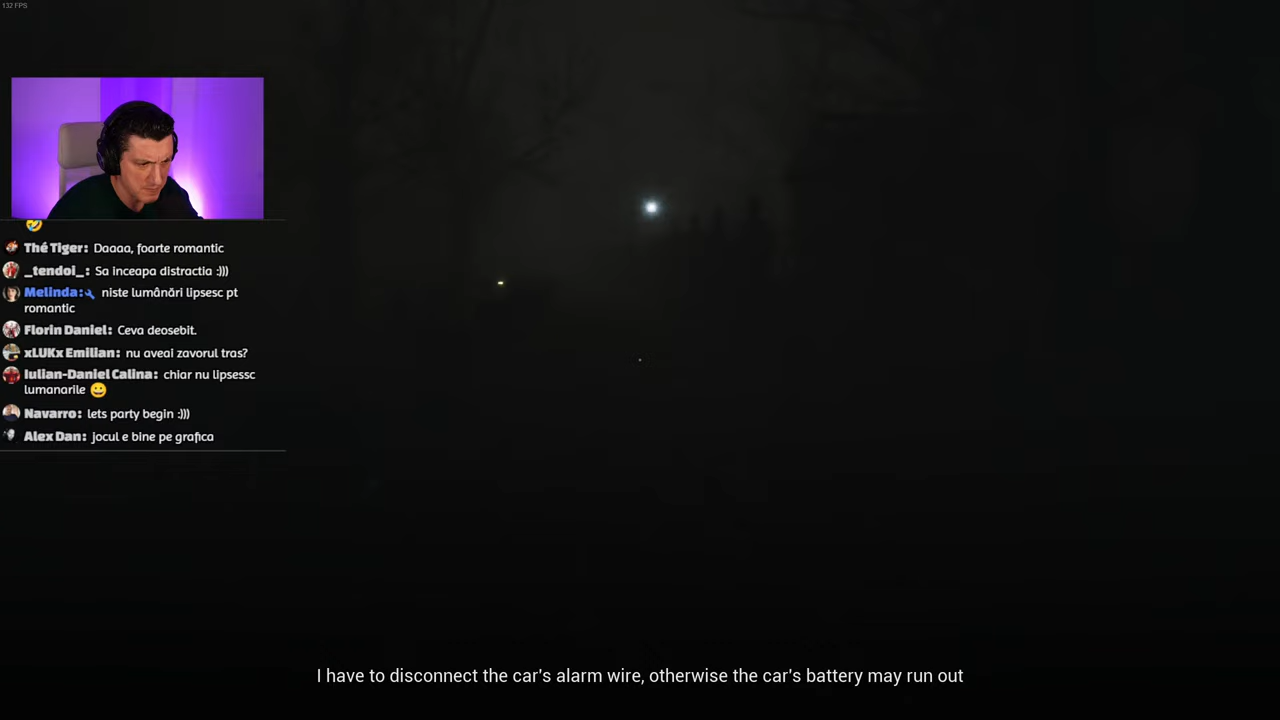 132 FPS
🤣
Thé Tiger: Daaaa, foarte romantic
_tendoi_: Sa inceapa distractia :)))
Melinda:🔧 niste lumânări lipsesc pt
romantic
Florin Daniel: Ceva deosebit.
xLUKx Emilian: nu aveai zavorul tras?
Iulian-Daniel Calina: chiar nu lipsessc
lumanarile 😀
Navarro: lets party begin :)))
Alex Dan: jocul e bine pe grafica
I have to disconnect the car's alarm wire, otherwise the car's battery may run out